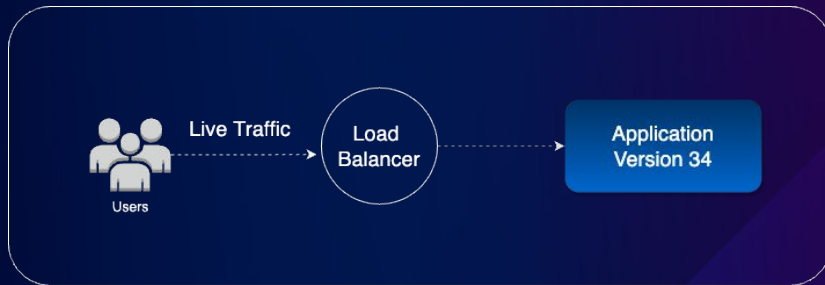 Live Traffic
Load
Balancer
Application
Version 34
Users